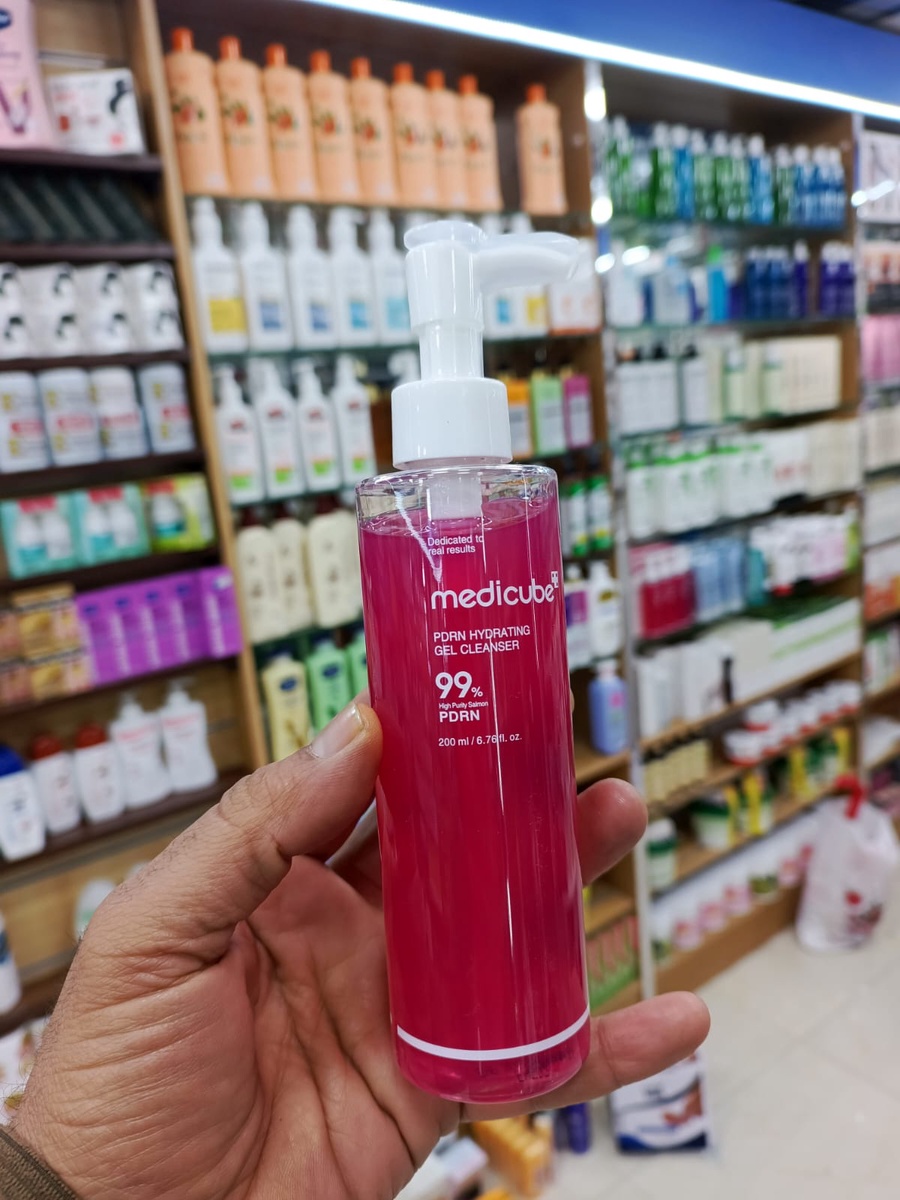 Dedicated to
real results
medicube
PDRN HYDRATING
GEL CLEANSER
99%
High Purity Salmon
PDRN
200 ml / 6.76 fl. oz.